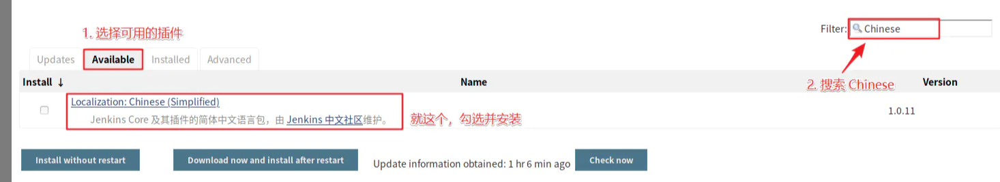 1. 选择可用的插件
Filter: Chinese
Updates Available Installed Advanced
2. 搜索 Chinese
Install ↓ Name Version
Localization: Chinese (Simplified)
Jenkins Core 及其插件的简体中文语言包，由 Jenkins 中文社区维护。
就这个，勾选并安装
1.0.11
Install without restart Download now and install after restart Update information obtained: 1 hr 6 min ago Check now